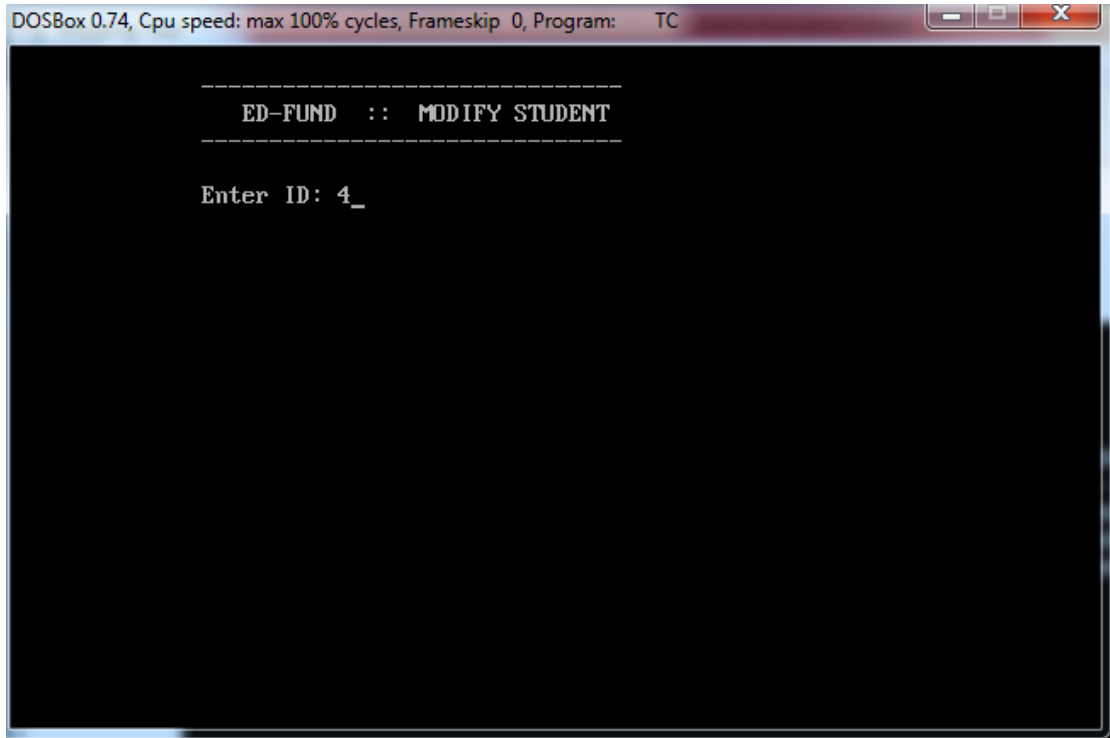 DOSBox 0.74, Cpu speed: max 100% cycles, Frameskip 0, Program: TC
-------------------------------
ED-FUND :: MODIFY STUDENT
-------------------------------
Enter ID: 4_